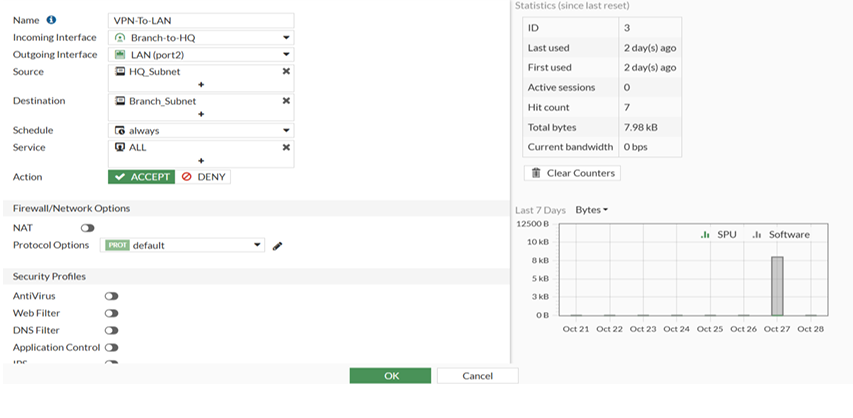 Name VPN-To-LAN
Incoming Interface Branch-to-HQ
Outgoing Interface LAN (port2)
Source HQ_Subnet
+
Destination Branch_Subnet
+
Schedule always
Service ALL
+
Action ACCEPT DENY
Firewall/Network Options
NAT
Protocol Options PROT default
Security Profiles
AntiVirus
Web Filter
DNS Filter
Application Control
Statistics (since last reset)
ID 3
Last used 2 day(s) ago
First used 2 day(s) ago
Active sessions 0
Hit count 7
Total bytes 7.98 kB
Current bandwidth 0 bps
Clear Counters
Last 7 Days Bytes
SPU Software
12500 B
10 kB
8 kB
5 kB
3 kB
0 B
Oct 21 Oct 22 Oct 23 Oct 24 Oct 25 Oct 26 Oct 27 Oct 28
OK Cancel